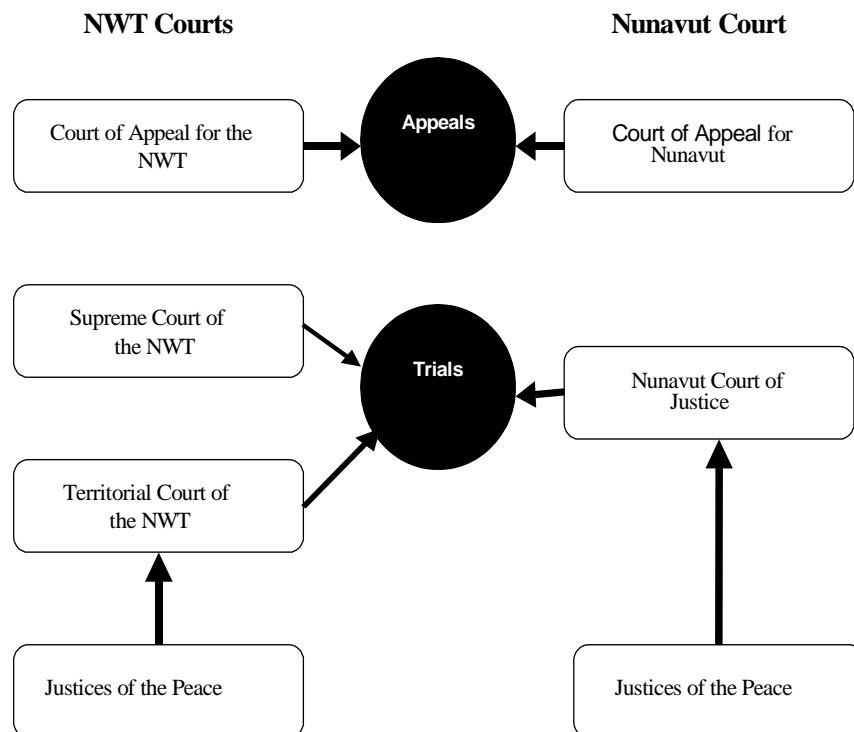 NWT Courts
Nunavut Court
Court of Appeal for the
NWT
Appeals
Court of Appeal for
Nunavut
Supreme Court of
the NWT
Trials
Nunavut Court of
Justice
Territorial Court of
the NWT
Justices of the Peace
Justices of the Peace